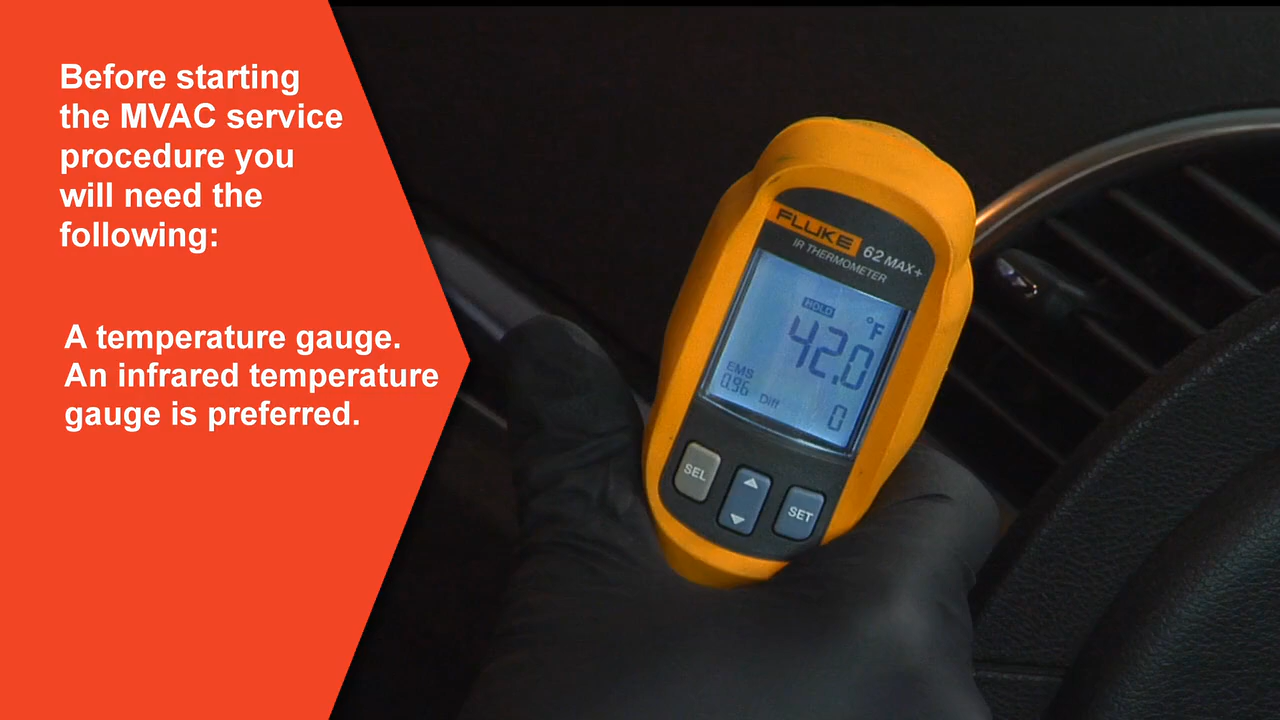 Before starting
the MVAC service
procedure you
will need the
following:
A temperature gauge.
An infrared temperature
gauge is preferred.
FLUKE 62 MAX+
IR THERMOMETER
HOLD
°F
42.0
EMS
0.96 Diff 0
SEL
SET